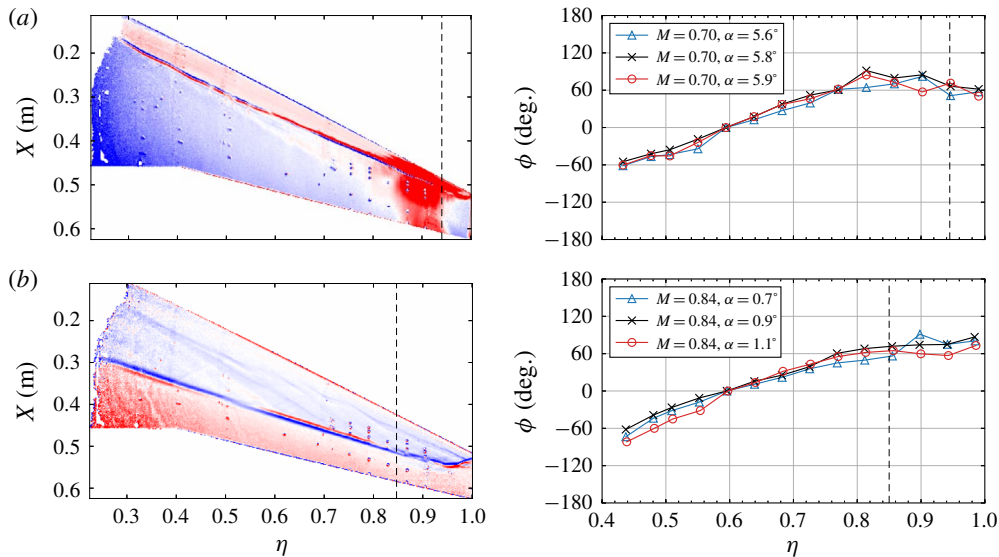 (a)
0.2
0.3
0.4
0.5
0.6
X (m)
180
120
60
0
−60
−120
−180
ϕ (deg.)
M = 0.70, α = 5.6°
M = 0.70, α = 5.8°
M = 0.70, α = 5.9°
(b)
0.2
0.3
0.4
0.5
0.6
X (m)
0.3 0.4 0.5 0.6 0.7 0.8 0.9 1.0
η
180
120
60
0
−60
−120
−180
ϕ (deg.)
M = 0.84, α = 0.7°
M = 0.84, α = 0.9°
M = 0.84, α = 1.1°
0.4 0.5 0.6 0.7 0.8 0.9 1.0
η